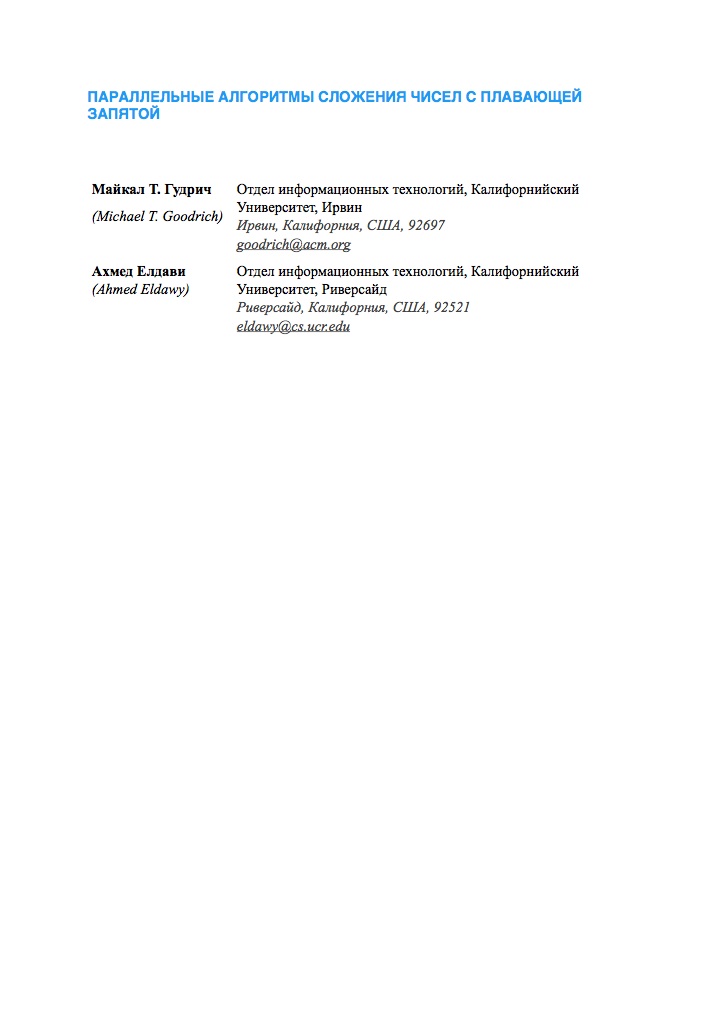 ПАРАЛЛЕЛЬНЫЕ АЛГОРИТМЫ СЛОЖЕНИЯ ЧИСЕЛ С ПЛАВАЮЩЕЙ
ЗАПЯТОЙ
Майкал Т. Гудрич
(Michael T. Goodrich)
Отдел информационных технологий, Калифорнийский
Университет, Ирвин
Ирвин, Калифорния, США, 92697
goodrich@acm.org
Ахмед Елдави
(Ahmed Eldawy)
Отдел информационных технологий, Калифорнийский
Университет, Риверсайд
Риверсайд, Калифорния, США, 92521
eldawy@cs.ucr.edu